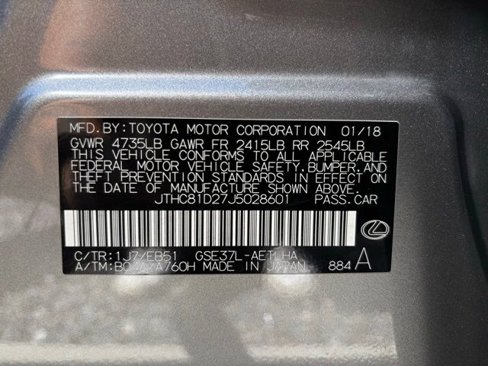 MFD. BY: TOYOTA MOTOR CORPORATION 01/18
GVWR 4735LB GAWR FR 2415LB RR 2545LB
THIS VEHICLE CONFORMS TO ALL APPLICABLE
FEDERAL MOTOR VEHICLE SAFETY, BUMPER, AND
THEFT PREVENTION STANDARDS IN EFFECT ON
THE DATE OF MANUFACTURE SHOWN ABOVE.
JTHC81D27J5028601 PASS.CAR
C/TR: 1J7/EB51 GSE37L-AETLHA
A/TM: A760H MADE IN JAPAN 884 A